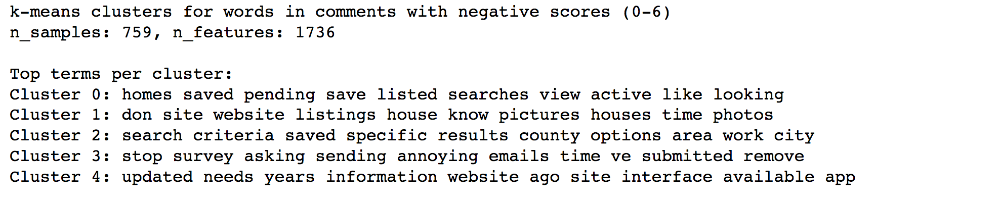 k-means clusters for words in comments with negative scores (0-6)
n_samples: 759, n_features: 1736
Top terms per cluster:
Cluster 0: homes saved pending save listed searches view active like looking
Cluster 1: don site website listings house know pictures houses time photos
Cluster 2: search criteria saved specific results county options area work city
Cluster 3: stop survey asking sending annoying emails time ve submitted remove
Cluster 4: updated needs years information website ago site interface available app